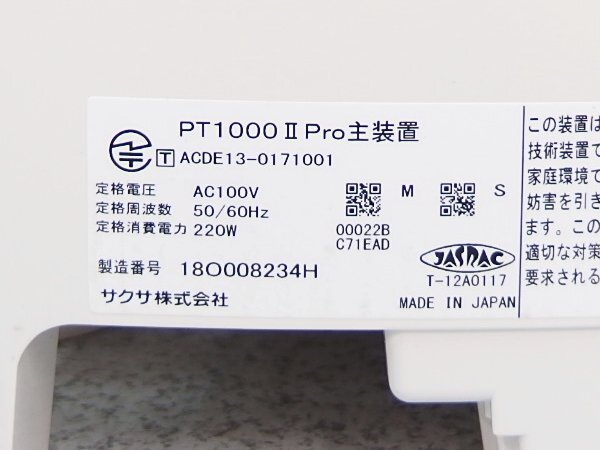 PT1000ⅡPro主装置
T ACDE13-0171001
定格電圧 AC100V
定格周波数 50/60Hz
定格消費電力 220W
M
S
00022B
C71EAD
製造番号 18O008234H
サクサ株式会社
JASNAC
T-12A0117
MADE IN JAPAN
この装置は
技術装置で
家庭環境で
妨害を引き
ます。この
適切な対策
要求される